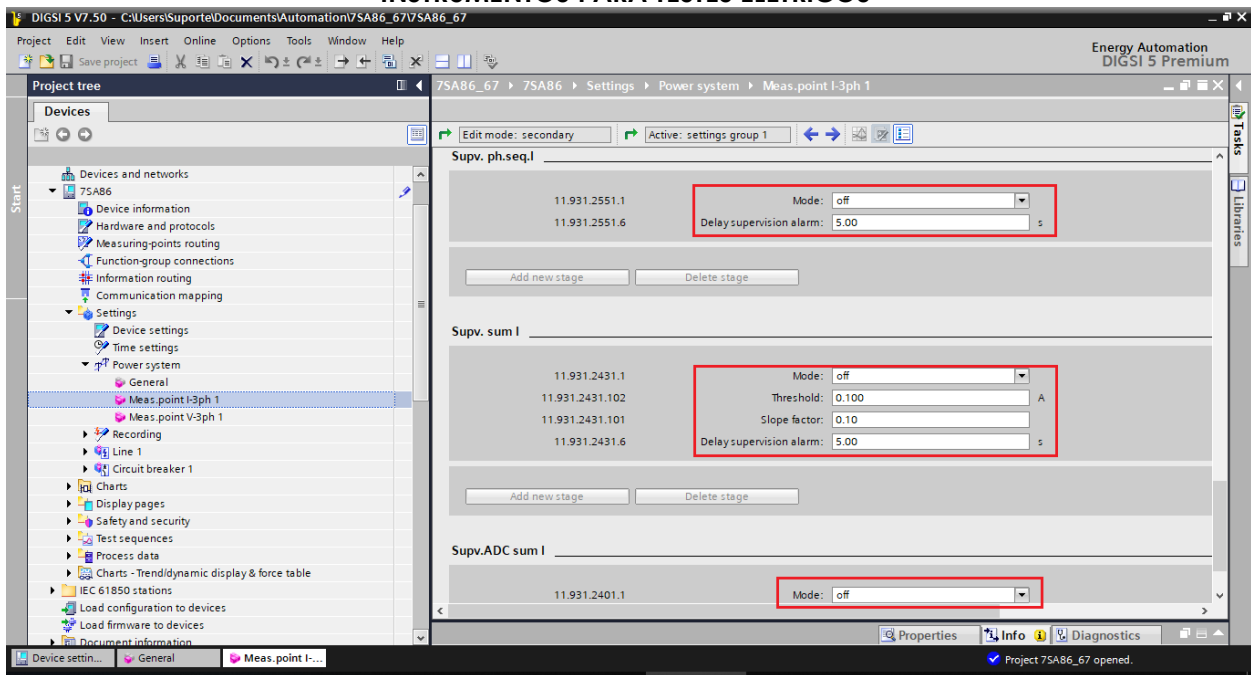 INSTRUMENTOS PARA TESTES ELÉTRICOS
DIGSI 5 V7.50 - C:\Users\Suporte\Documents\Automation\7SA86_67\7SA86_67
Project Edit View Insert Online Options Tools Window Help
Save project
Energy Automation
DIGSI 5 Premium
Project tree
7SA86_67 7SA86 Settings Power system Meas.point I-3ph 1
Devices
Edit mode: secondary
Active: settings group 1
Start
Tasks
Libraries
Devices and networks
7SA86
Device information
Hardware and protocols
Measuring-points routing
Function-group connections
Information routing
Communication mapping
Settings
Device settings
Time settings
Power system
General
Meas.point I-3ph 1
Meas.point V-3ph 1
Recording
Line 1
Circuit breaker 1
Charts
Display pages
Safety and security
Test sequences
Process data
Charts - Trend/dynamic display & force table
IEC 61850 stations
Load configuration to devices
Load firmware to devices
Document information
Supv. ph.seq.I
11.931.2551.1 Mode: off
11.931.2551.6 Delay supervision alarm: 5.00 s
Add new stage Delete stage
Supv. sum I
11.931.2431.1 Mode: off
11.931.2431.102 Threshold: 0.100 A
11.931.2431.101 Slope factor: 0.10
11.931.2431.6 Delay supervision alarm: 5.00 s
Add new stage Delete stage
Supv.ADC sum I
11.931.2401.1 Mode: off
Properties Info Diagnostics
Device settin... General Meas.point I-...
Project 7SA86_67 opened.